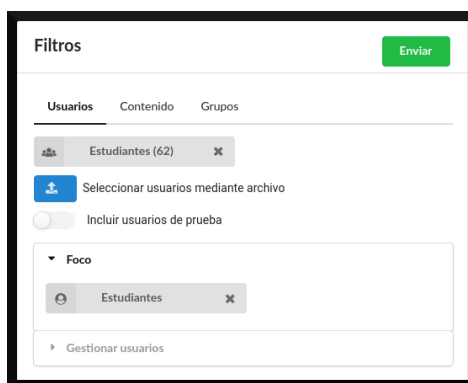 Filtros
Enviar
Usuarios Contenido Grupos
Estudiantes (62)
Seleccionar usuarios mediante archivo
Incluir usuarios de prueba
Foco
Estudiantes
Gestionar usuarios